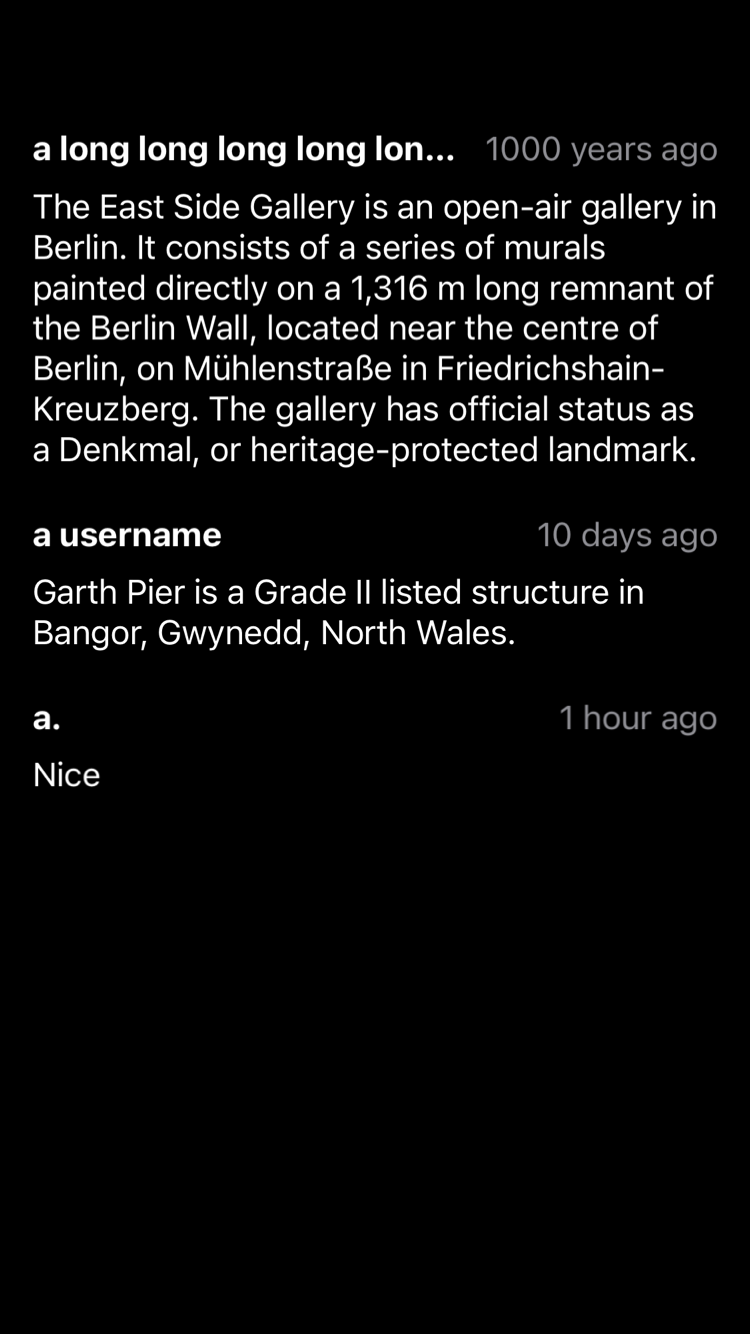 a long long long long lon... 1000 years ago
The East Side Gallery is an open-air gallery in
Berlin. It consists of a series of murals
painted directly on a 1,316 m long remnant of
the Berlin Wall, located near the centre of
Berlin, on Mühlenstraße in Friedrichshain-
Kreuzberg. The gallery has official status as
a Denkmal, or heritage-protected landmark.
a username 10 days ago
Garth Pier is a Grade II listed structure in
Bangor, Gwynedd, North Wales.
a. 1 hour ago
Nice